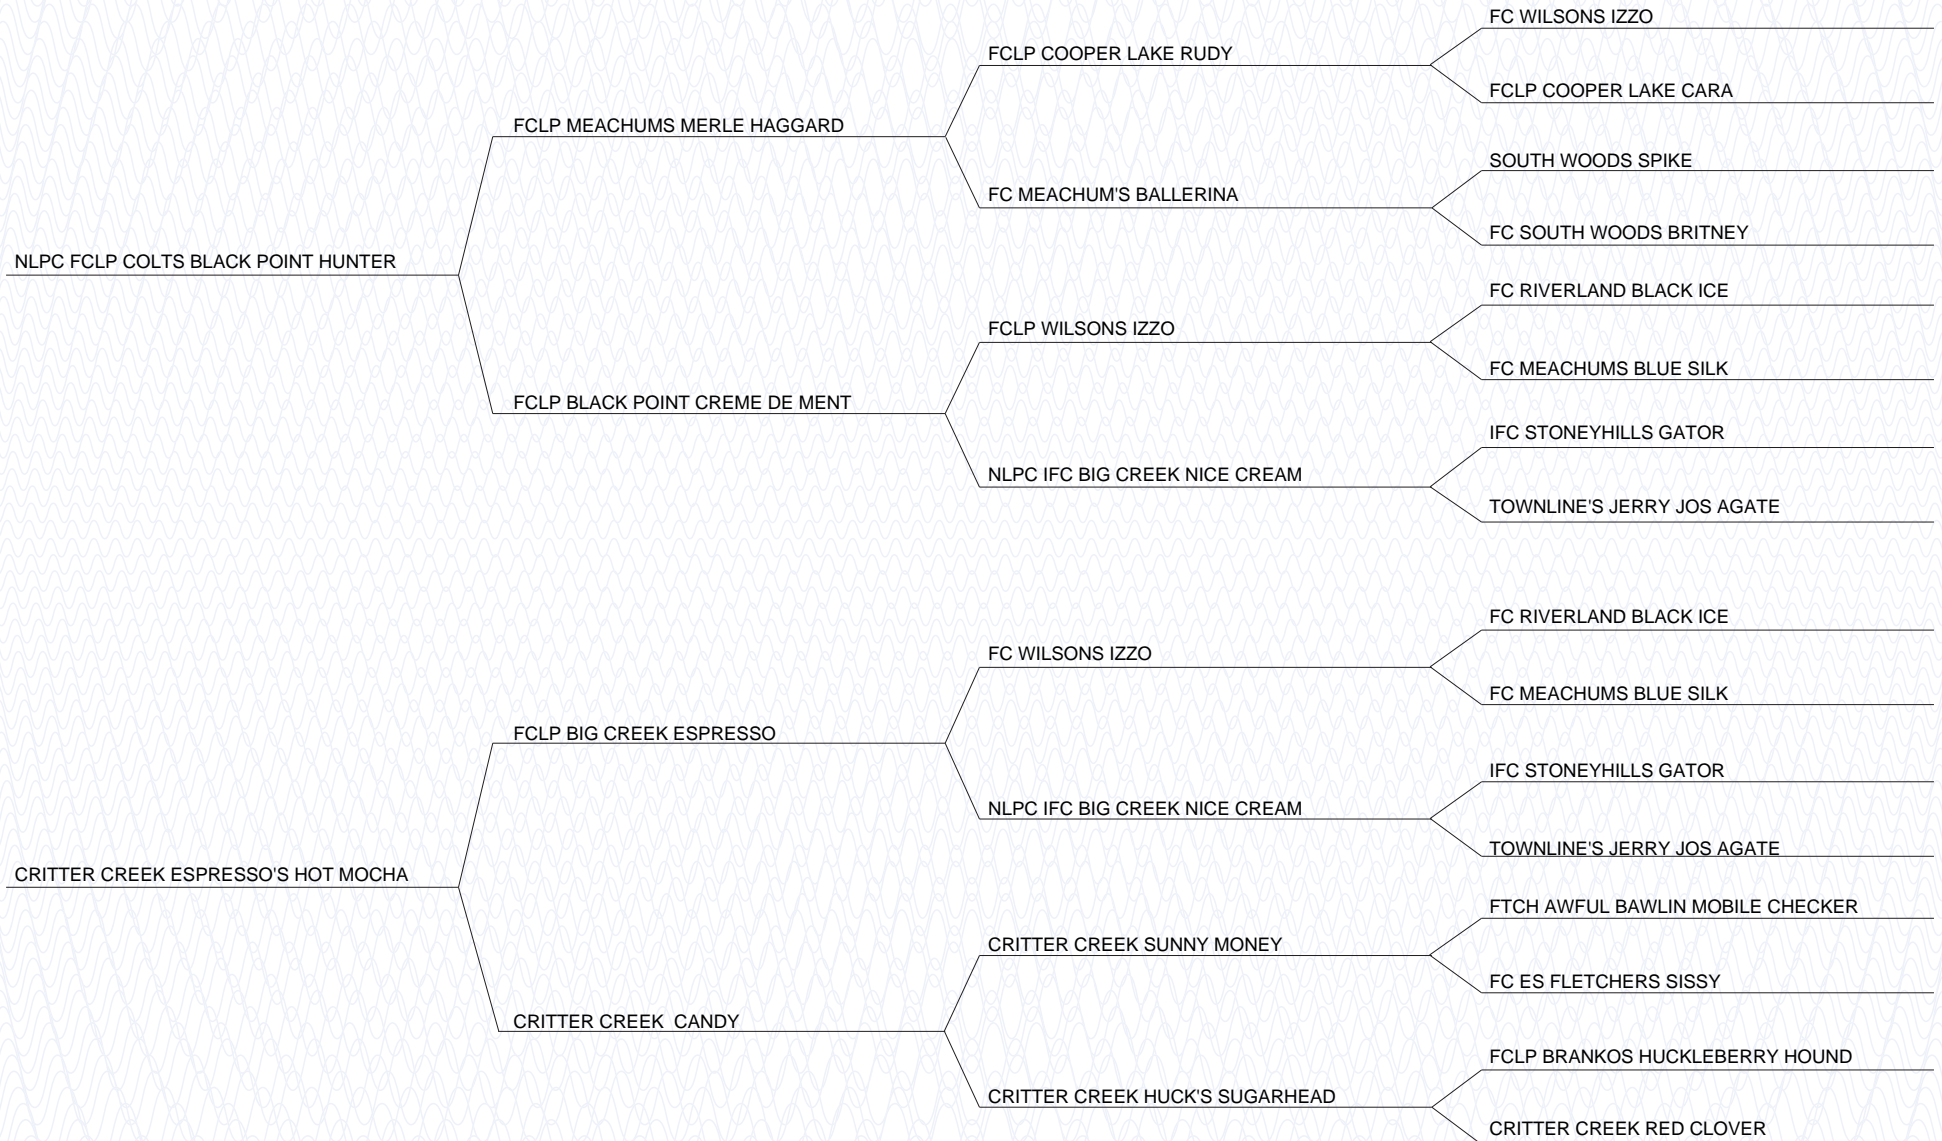 FC WILSONS IZZO
FCLP COOPER LAKE RUDY
FCLP COOPER LAKE CARA
FCLP MEACHUMS MERLE HAGGARD
SOUTH WOODS SPIKE
FC MEACHUM'S BALLERINA
FC SOUTH WOODS BRITNEY
NLPC FCLP COLTS BLACK POINT HUNTER
FC RIVERLAND BLACK ICE
FCLP WILSONS IZZO
FC MEACHUMS BLUE SILK
FCLP BLACK POINT CREME DE MENT
IFC STONEYHILLS GATOR
NLPC IFC BIG CREEK NICE CREAM
TOWNLINE'S JERRY JOS AGATE
FC RIVERLAND BLACK ICE
FC WILSONS IZZO
FC MEACHUMS BLUE SILK
FCLP BIG CREEK ESPRESSO
IFC STONEYHILLS GATOR
NLPC IFC BIG CREEK NICE CREAM
TOWNLINE'S JERRY JOS AGATE
CRITTER CREEK ESPRESSO'S HOT MOCHA
FTCH AWFUL BAWLIN MOBILE CHECKER
CRITTER CREEK SUNNY MONEY
FC ES FLETCHERS SISSY
CRITTER CREEK  CANDY
FCLP BRANKOS HUCKLEBERRY HOUND
CRITTER CREEK HUCK'S SUGARHEAD
CRITTER CREEK RED CLOVER